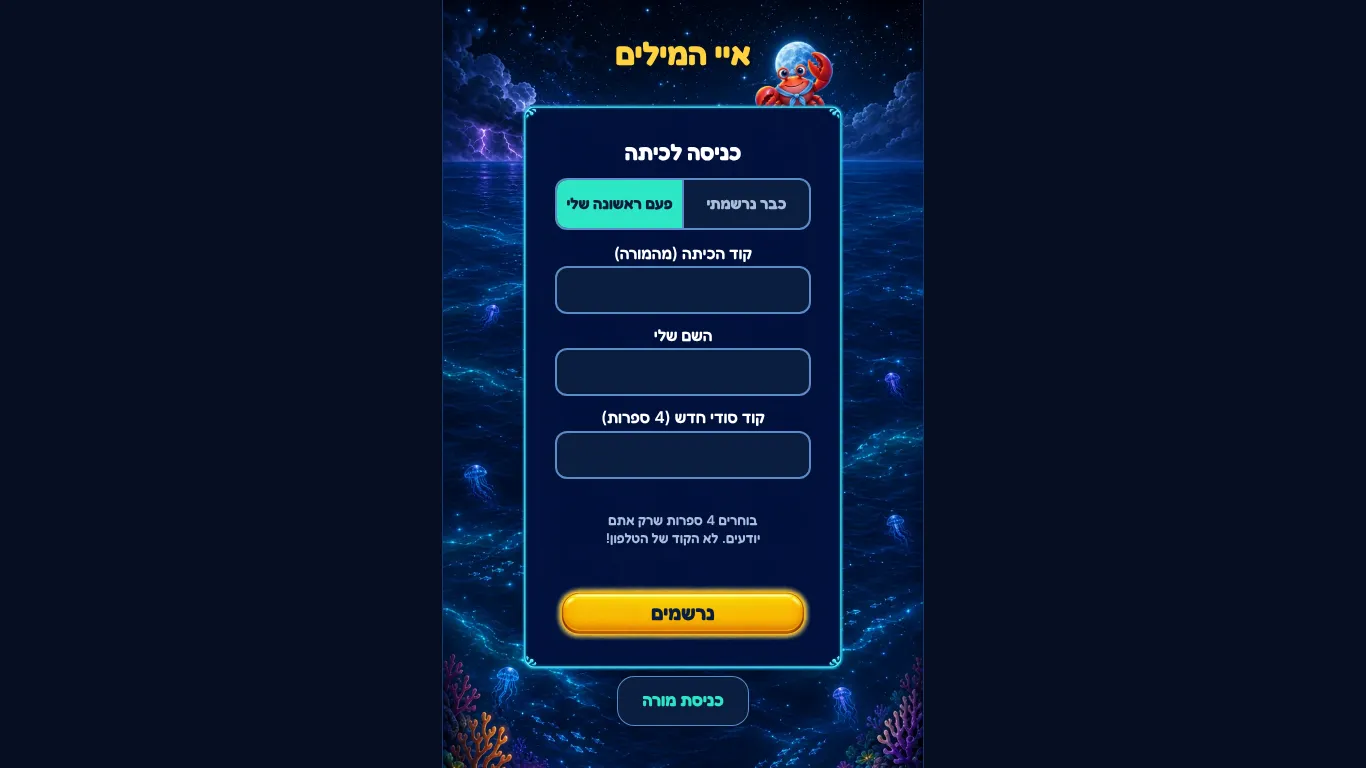 איי המילים
כניסה לכיתה
כבר נרשמתי
פעם ראשונה שלי
קוד הכיתה (מהמורה)
השם שלי
קוד סודי חדש (4 ספרות)
בוחרים 4 ספרות שרק אתם
יודעים. לא הקוד של הטלפון!
נרשמים
כניסת מורה